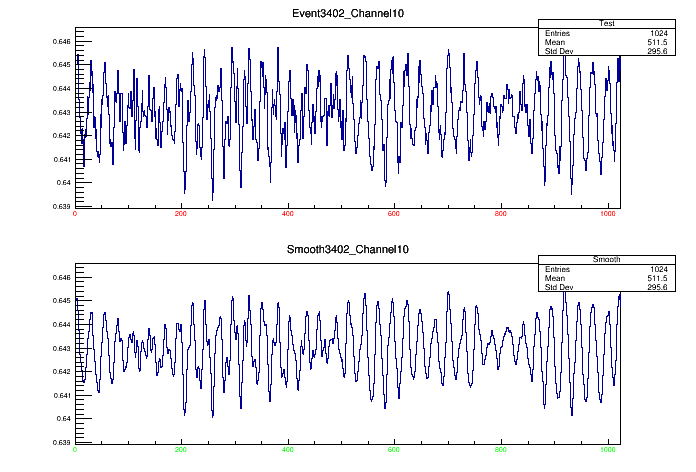 Event3402_Channel10
Test
Entries 1024
Mean 511.5
Std Dev 295.6
0.646
0.645
0.644
0.643
0.642
0.641
0.64
0.639
0 200 400 600 800 1000
Smooth3402_Channel10
Smooth
Entries 1024
Mean 511.5
Std Dev 295.6
0.646
0.645
0.644
0.643
0.642
0.641
0.64
0.639
0 200 400 600 800 1000